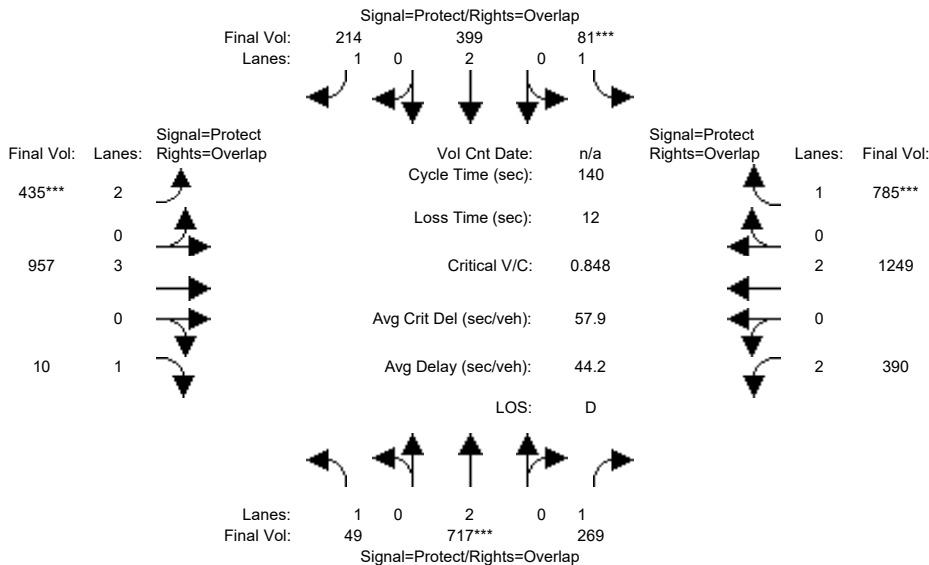 Signal=Protect/Rights=Overlap
Final Vol: 214 399 81***
Lanes: 1 0 2 0 1
Signal=Protect
Final Vol: Lanes: Rights=Overlap
Vol Cnt Date: n/a
Signal=Protect
Rights=Overlap Lanes: Final Vol:
Cycle Time (sec): 140
435*** 2
1 785***
Loss Time (sec): 12
0
0
957 3
Critical V/C: 0.848
2 1249
0
Avg Crit Del (sec/veh): 57.9
0
10 1
Avg Delay (sec/veh): 44.2
2 390
LOS: D
Lanes: 1 0 2 0 1
Final Vol: 49 717*** 269
Signal=Protect/Rights=Overlap